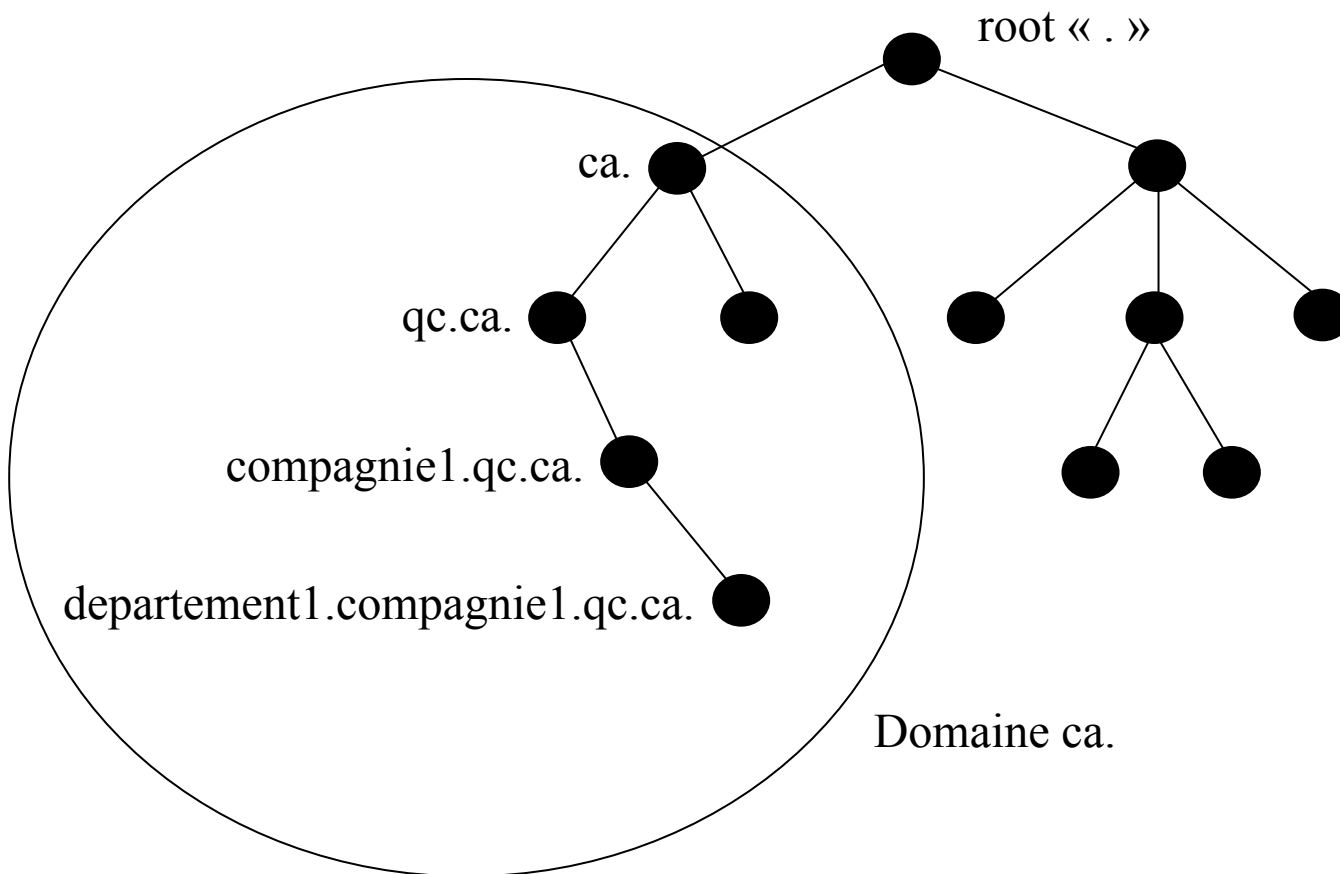 root « . »
ca.
qc.ca.
compagnie1.qc.ca.
departement1.compagnie1.qc.ca.
Domaine ca.